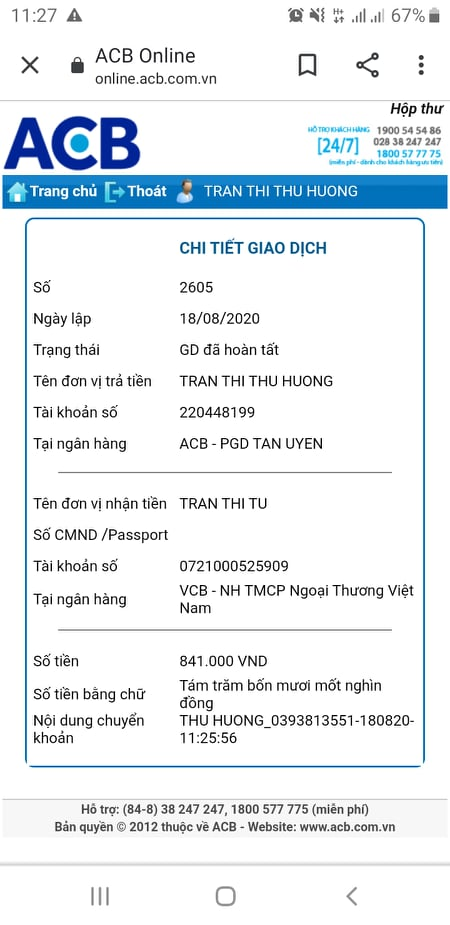 11:27 67%
ACB Online
online.acb.com.vn
Hộp thư
ACB
HỖ TRỢ KHÁCH HÀNG 1900 54 54 86
[24/7] 028 38 247 247
1800 57 77 75
(miễn phí - dành cho khách hàng ưu tiên)
Trang chủ Thoát TRAN THI THU HUONG
CHI TIẾT GIAO DỊCH
Số 2605
Ngày lập 18/08/2020
Trạng thái GD đã hoàn tất
Tên đơn vị trả tiền TRAN THI THU HUONG
Tài khoản số 220448199
Tại ngân hàng ACB - PGD TAN UYEN
Tên đơn vị nhận tiền TRAN THI TU
Số CMND /Passport
Tài khoản số 0721000525909
Tại ngân hàng VCB - NH TMCP Ngoại Thương Việt
Nam
Số tiền 841.000 VND
Số tiền bằng chữ Tám trăm bốn mươi mốt nghìn
đồng
Nội dung chuyển THU HUONG_0393813551-180820-
khoản 11:25:56
Hỗ trợ: (84-8) 38 247 247, 1800 577 775 (miễn phí)
Bản quyền © 2012 thuộc về ACB - Website: www.acb.com.vn